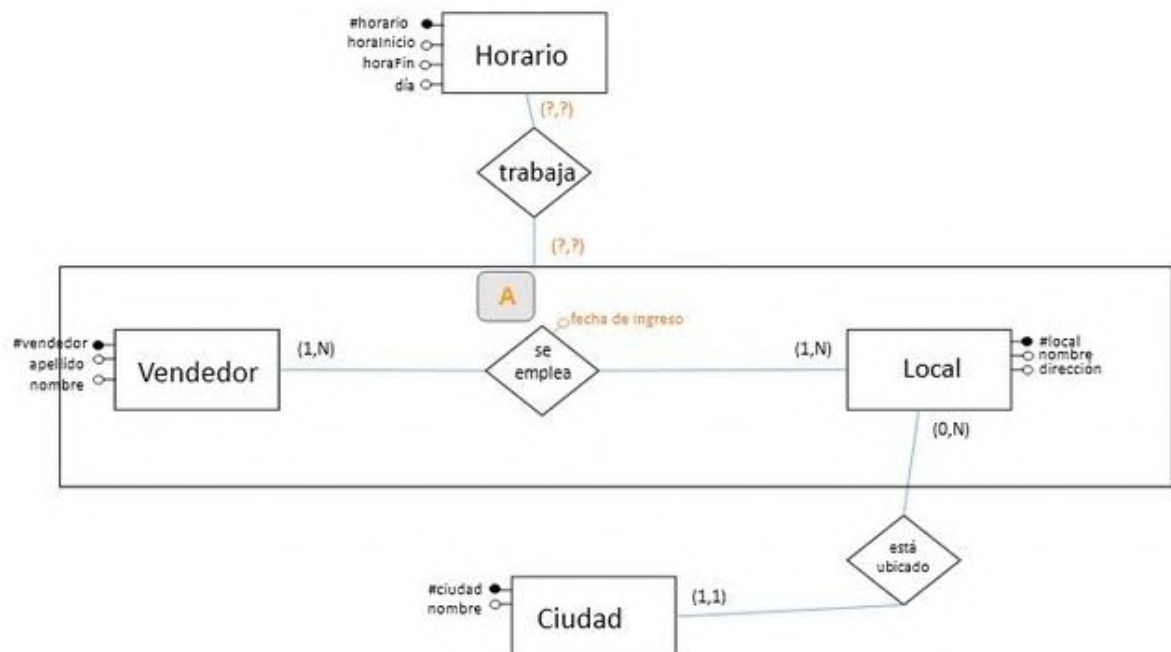 #horario
horaInicio
horaFin
día
Horario
(?,?)
trabaja
(?,?)
A
fecha de Ingreso
#vendedor
apellido
nombre
Vendedor
(1,N)
se
emplea
(1,N)
Local
#local
nombre
dirección
(0,N)
está
ubicado
#ciudad
nombre
Ciudad
(1,1)